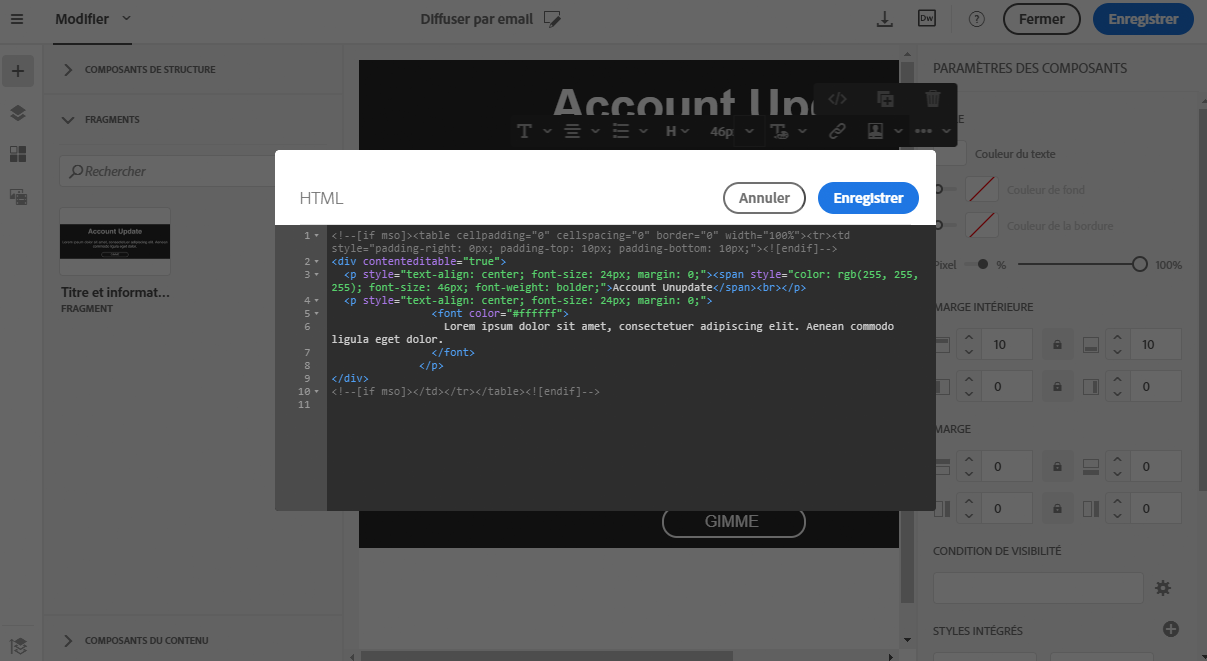 Modifier
Diffuser par email
Dw
?
Fermer
Enregistrer
COMPOSANTS DE STRUCTURE
FRAGMENTS
Rechercher
Account Update
Titre et informat...
FRAGMENT
COMPOSANTS DU CONTENU
Account Up
T
H
46p
HTML
Annuler
Enregistrer
1 <!--[if mso]><table cellpadding="0" cellspacing="0" border="0" width="100%"><tr><td
style="padding-right: 0px; padding-top: 10px; padding-bottom: 10px;"><![endif]-->
2 <div contenteditable="true">
3 <p style="text-align: center; font-size: 24px; margin: 0;"><span style="color: rgb(255, 255,
255); font-size: 46px; font-weight: bolder;">Account Unupdate</span><br></p>
4 <p style="text-align: center; font-size: 24px; margin: 0;">
5 <font color="#ffffff">
6 Lorem ipsum dolor sit amet, consectetuer adipiscing elit. Aenean commodo
ligula eget dolor.
7 </font>
8 </p>
9 </div>
10 <!--[if mso]></td></tr></table><![endif]-->
11
GIMME
PARAMÈTRES DES COMPOSANTS
E
Couleur du texte
Couleur de fond
Couleur de la bordure
Pixel % 100%
MARGE INTÉRIEURE
10 10
0 0
MARGE
0 0
0 0
CONDITION DE VISIBILITÉ
STYLES INTÉGRÉS